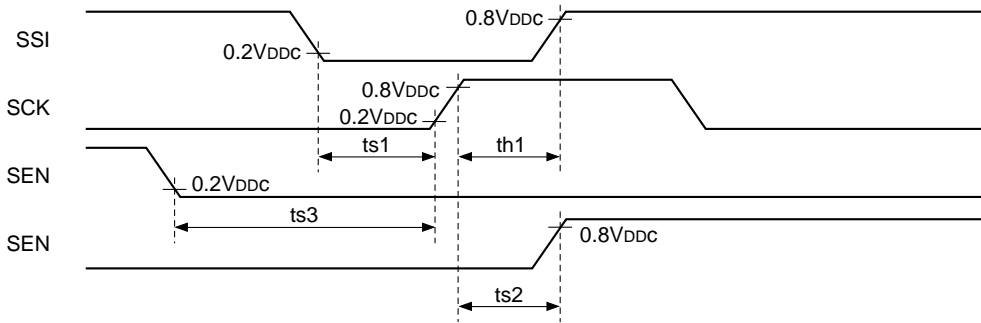 SSI
0.8VDDC
0.2VDDC
SCK
0.8VDDC
0.2VDDC
ts1
th1
SEN
0.2VDDC
ts3
SEN
0.8VDDC
ts2